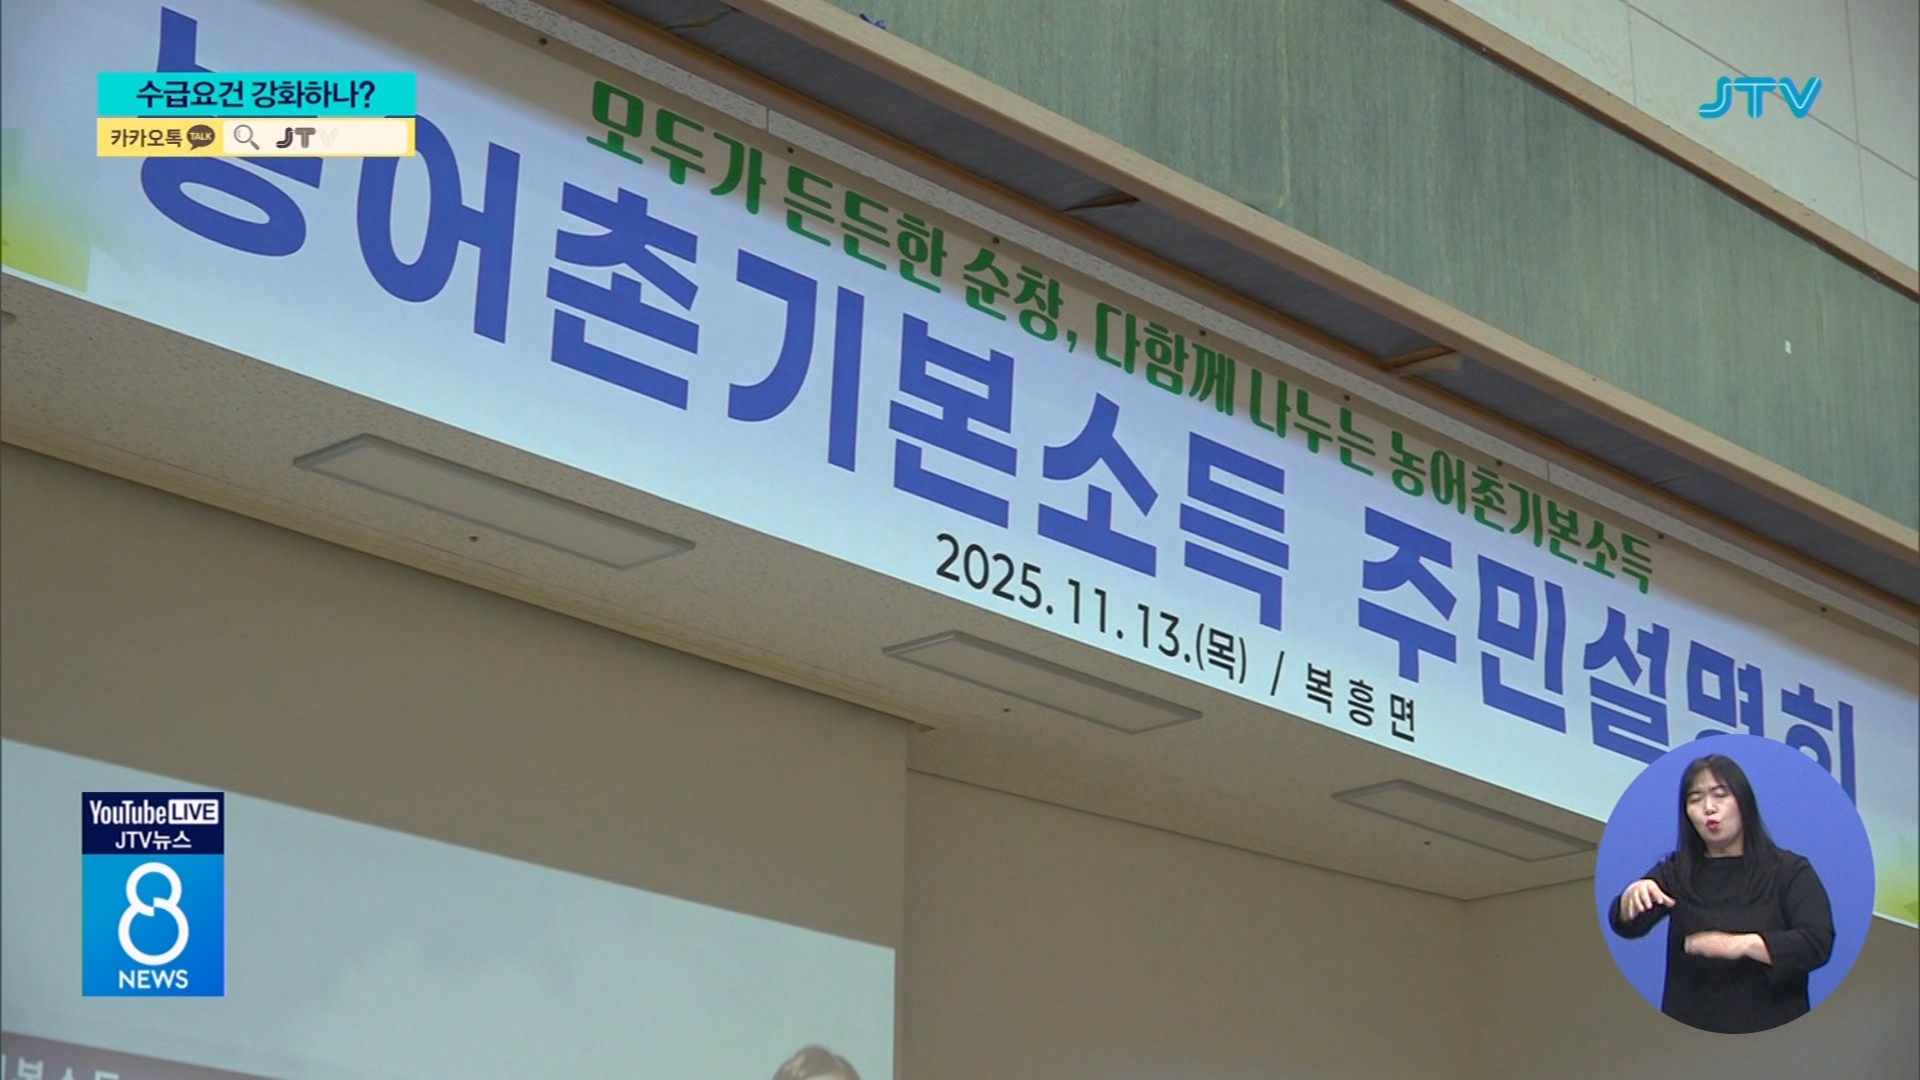 수급요건 강화하나?
카카오톡 TALK JTV
JTV
모두가 든든한 순창, 다함께 나누는 농어촌기본소득
농어촌기본소득 주민설명회
2025. 11. 13.(목) / 복흥면
YouTube LIVE
JTV뉴스
8
NEWS